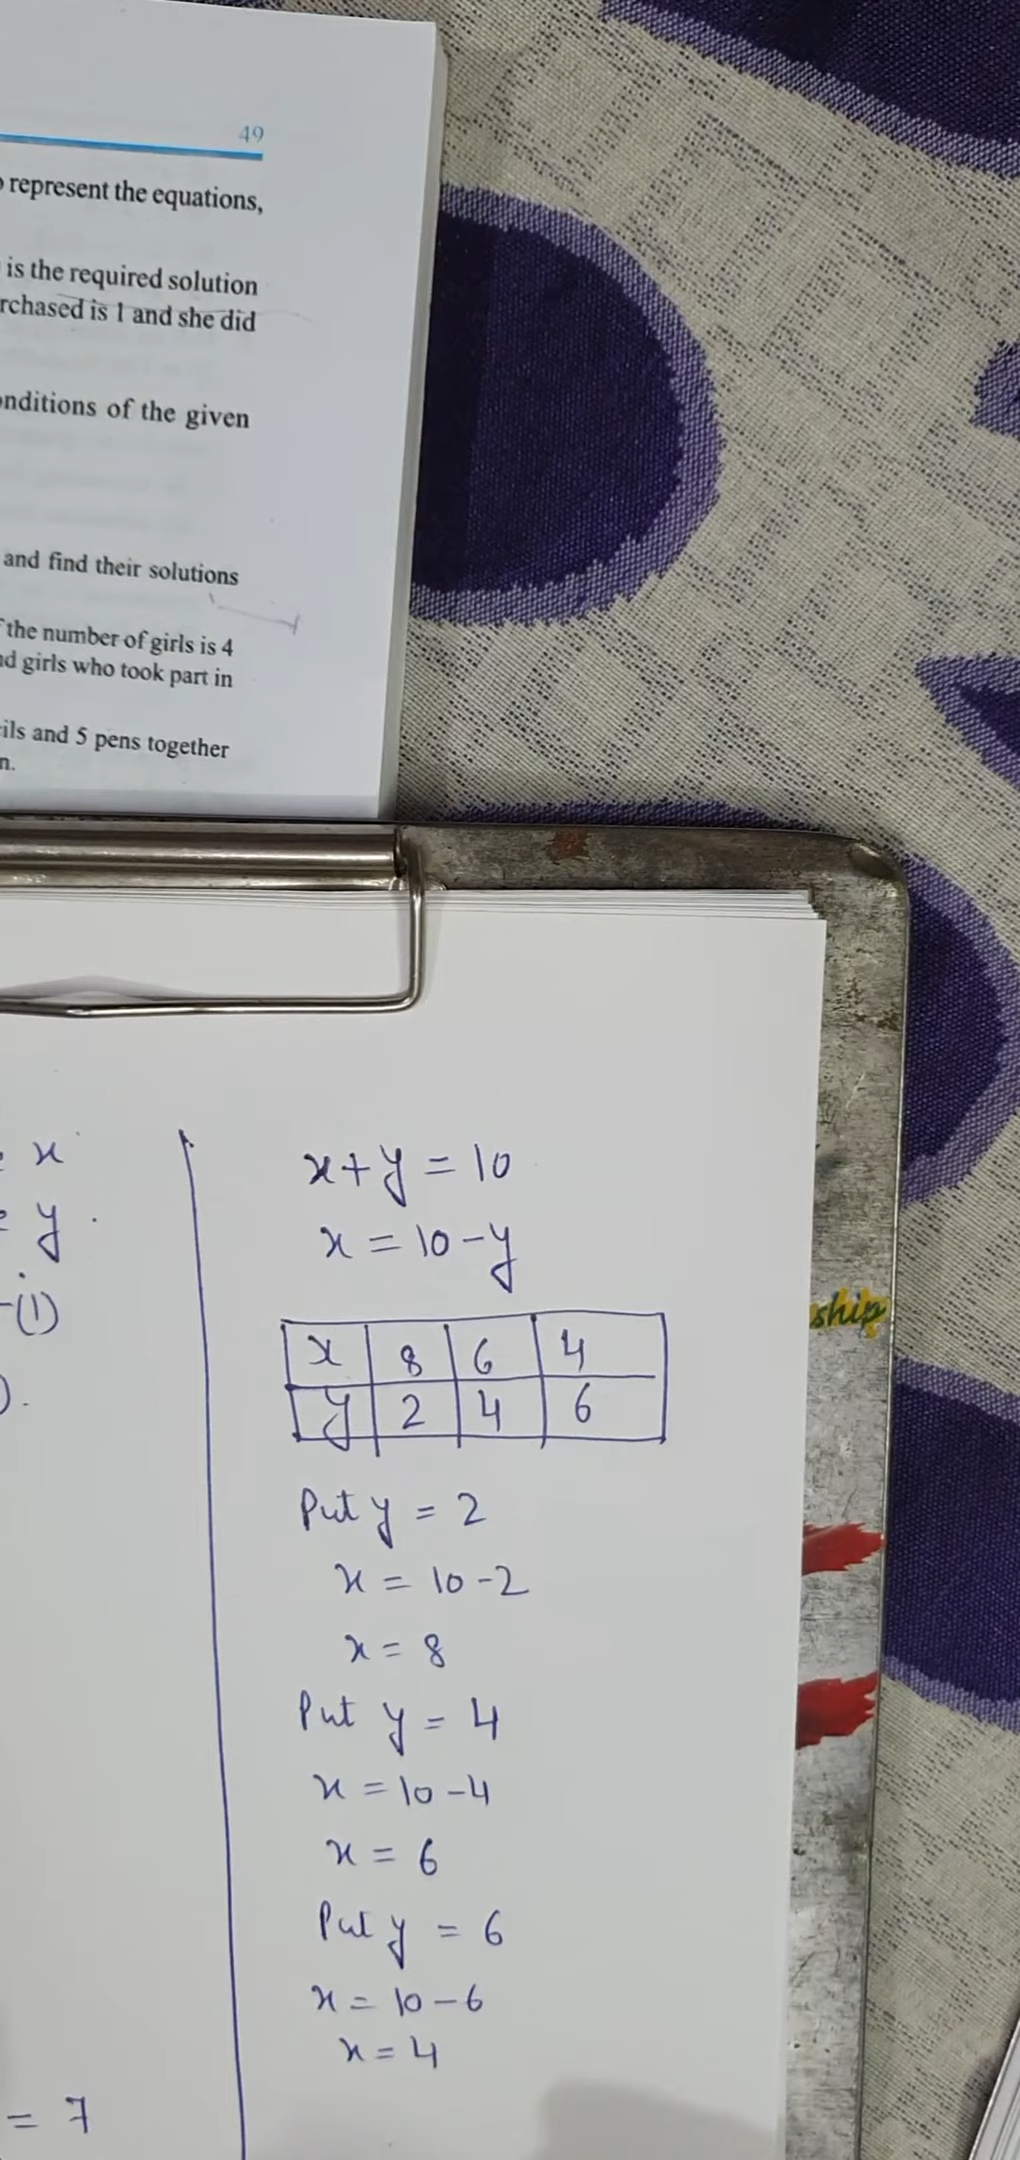 49
represent the equations,
is the required solution
rchased is 1 and she did
nditions of the given
and find their solutions
the number of girls is 4
d girls who took part in
ils and 5 pens together
n.
x
= y
-(1)
).
= 7
x+y = 10
x = 10-y
x 8 6 4
y 2 4 6
Put y = 2
x = 10-2
x = 8
Put y = 4
x = 10-4
x = 6
Put y = 6
x = 10-6
x = 4
ship